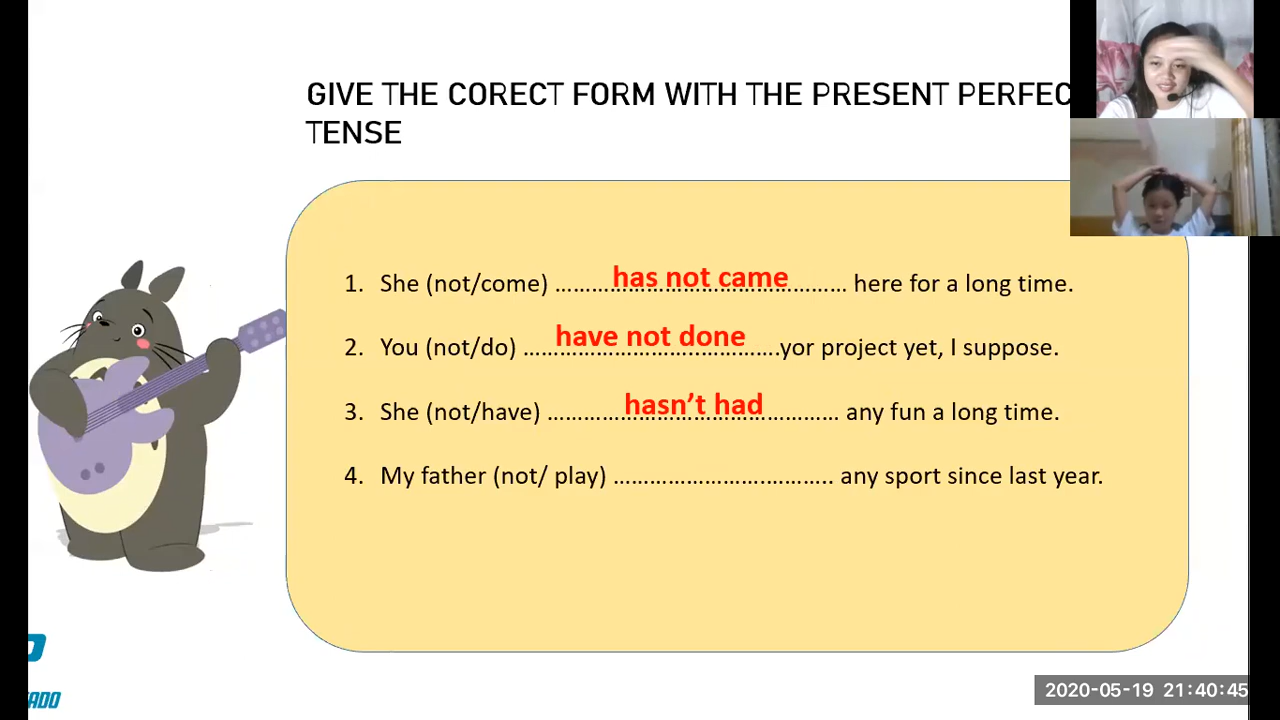 GIVE THE CORECT FORM WITH THE PRESENT
TENSE
1. She (not/come) ……………has not came……………… here for a long time.
2. You (not/do) ……have not done…….yor project yet, I suppose.
3. She (not/have) …………hasn’t had………… any fun a long time.
4. My father (not/ play) ……………………………….. any sport since last year.
2020-05-19 21:40:45